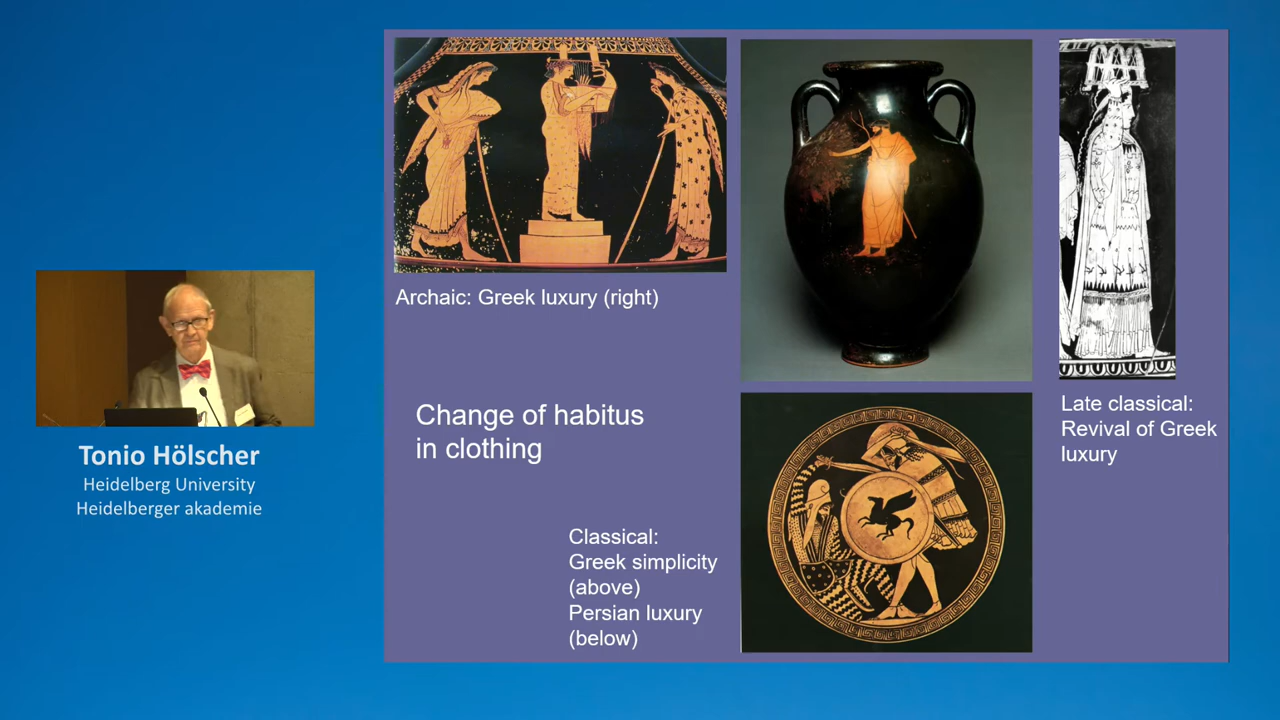 Archaic: Greek luxury (right)
Change of habitus
in clothing
Classical:
Greek simplicity
(above)
Persian luxury
(below)
Late classical:
Revival of Greek
luxury
Tonio Hölscher
Heidelberg University
Heidelberger akademie